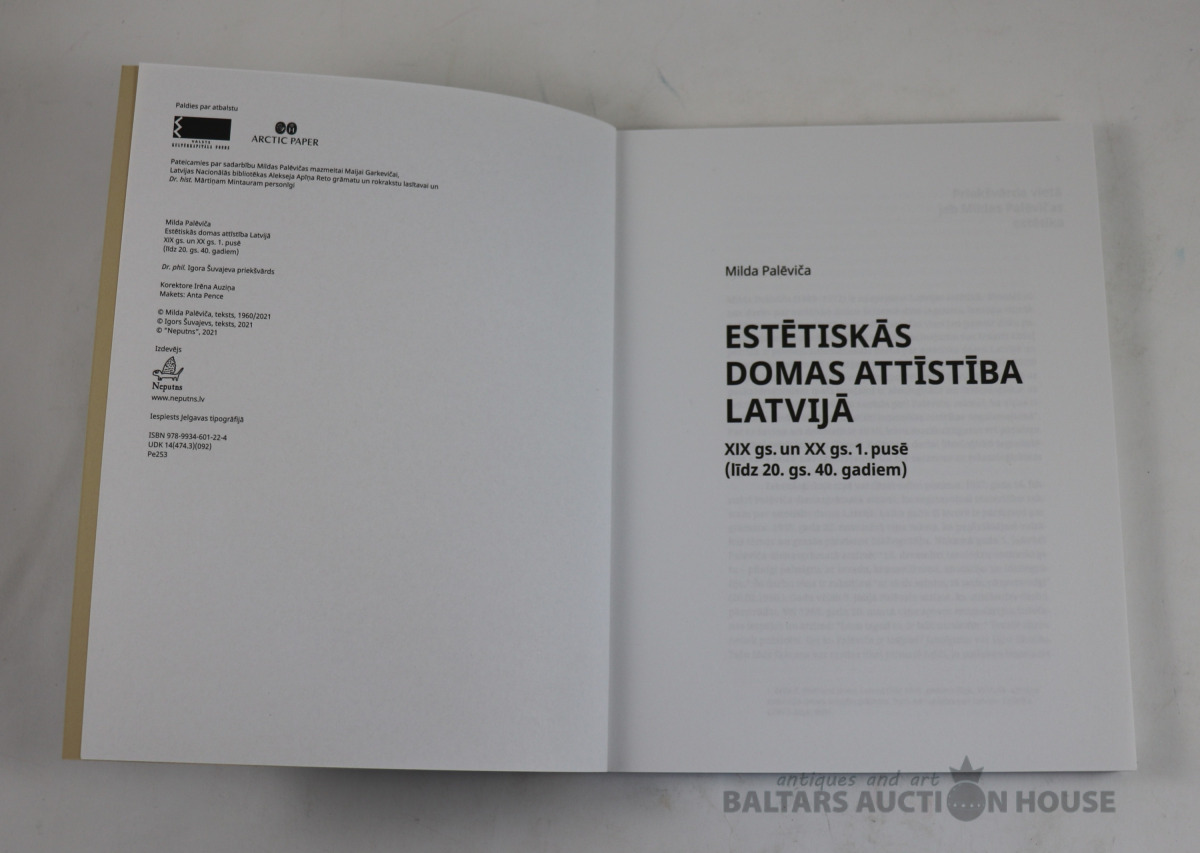 Paldies par atbalstu
VALSTS
KULTŪRKAPITĀLA FONDS
ARCTIC PAPER
Pateicamies par sadarbību Mildas Palēvičas mazmeitai Maijai Garkevičai,
Latvijas Nacionālās bibliotēkas Alekseja Apīņa Reto grāmatu un rokrakstu lasītavai un
Dr. hist. Mārtiņam Mintauram personīgi
Milda Palēviča
Estētiskās domas attīstība Latvijā
XIX gs. un XX gs. 1. pusē
(līdz 20. gs. 40. gadiem)
Dr. phil. Igora Šuvajeva priekšvārds
Korektore Irēna Auziņa
Makets: Anta Pence
© Milda Palēviča, teksts, 1960/2021
© Igors Šuvajevs, teksts, 2021
© "Neputns", 2021
Izdevējs
Neputns
www.neputns.lv
Iespiests Jelgavas tipogrāfijā
ISBN 978-9934-601-22-4
UDK 14(474.3)(092)
Pe253
Milda Palēviča
ESTĒTISKĀS
DOMAS ATTĪSTĪBA
LATVIJĀ
XIX gs. un XX gs. 1. pusē
(līdz 20. gs. 40. gadiem)
antiques and art
BALTARS AUCTION HOUSE